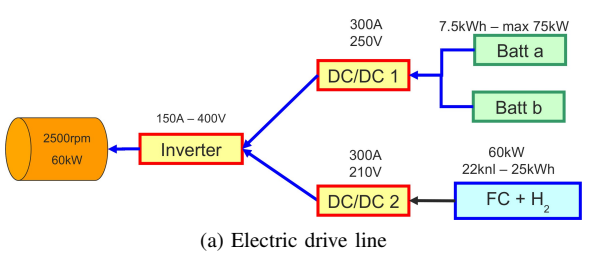 300A
250V
7.5kWh – max 75kW
Batt a
DC/DC 1
Batt b
150A – 400V
2500rpm
60kW
Inverter
300A
210V
60kW
22knl – 25kWh
DC/DC 2
FC + H2
(a) Electric drive line